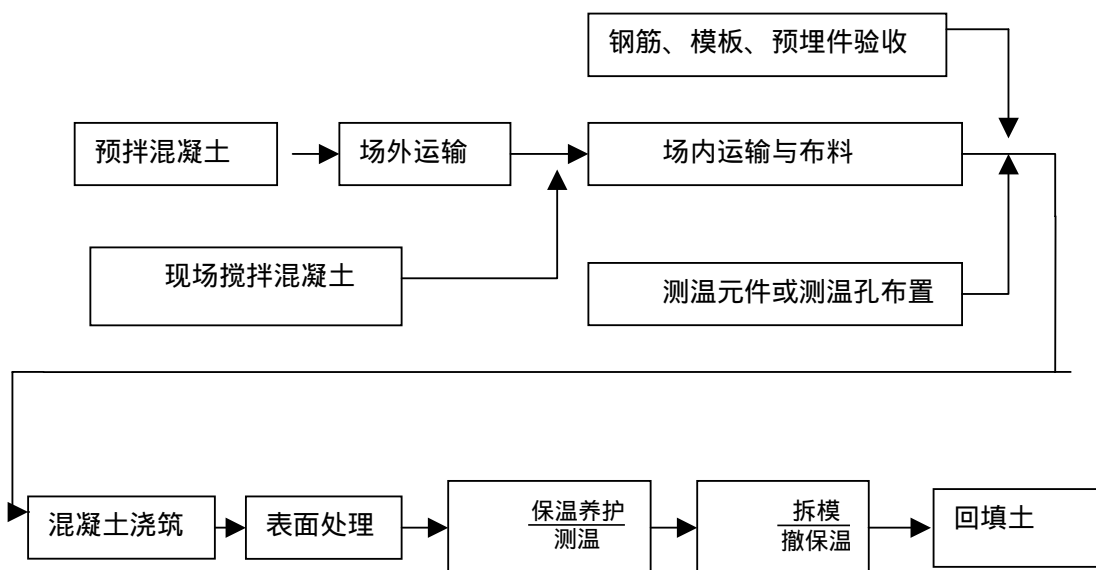 钢筋、模板、预埋件验收
预拌混凝土
场外运输
场内运输与布料
现场搅拌混凝土
测温元件或测温孔布置
混凝土浇筑
表面处理
保温养护
测温
拆模
撤保温
回填土